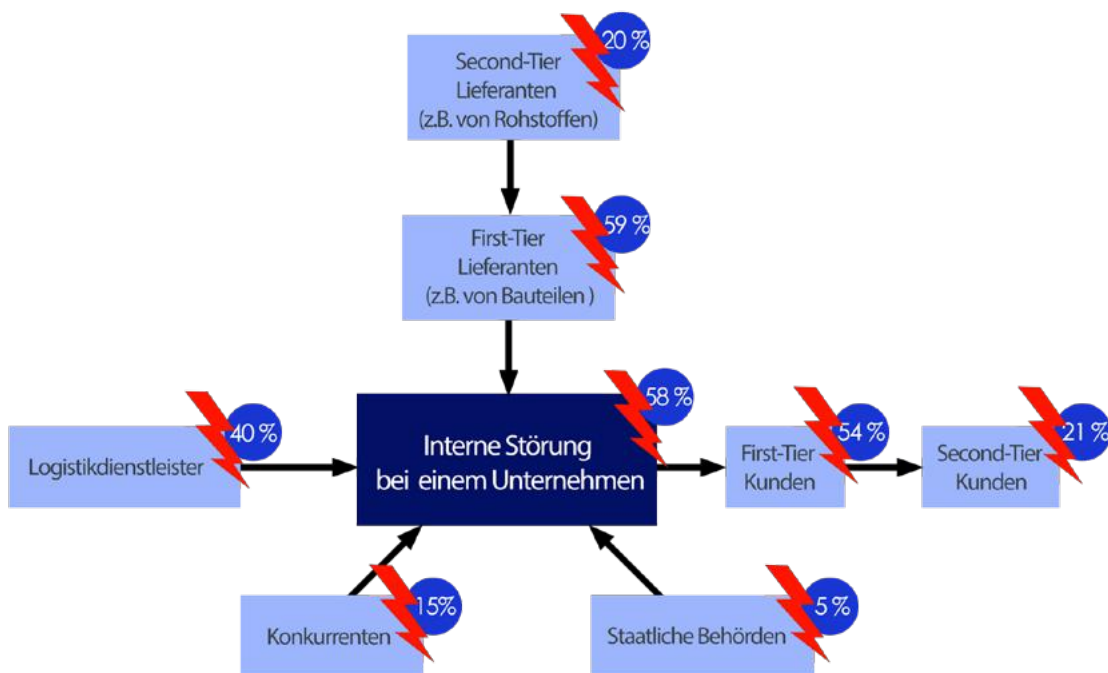 20 %
Second-Tier
Lieferanten
(z.B. von Rohstoffen)
59 %
First-Tier
Lieferanten
(z.B. von Bauteilen )
58 %
Interne Störung
bei einem Unternehmen
40 %
Logistikdienstleister
54 %
First-Tier
Kunden
21 %
Second-Tier
Kunden
15%
Konkurrenten
5 %
Staatliche Behörden